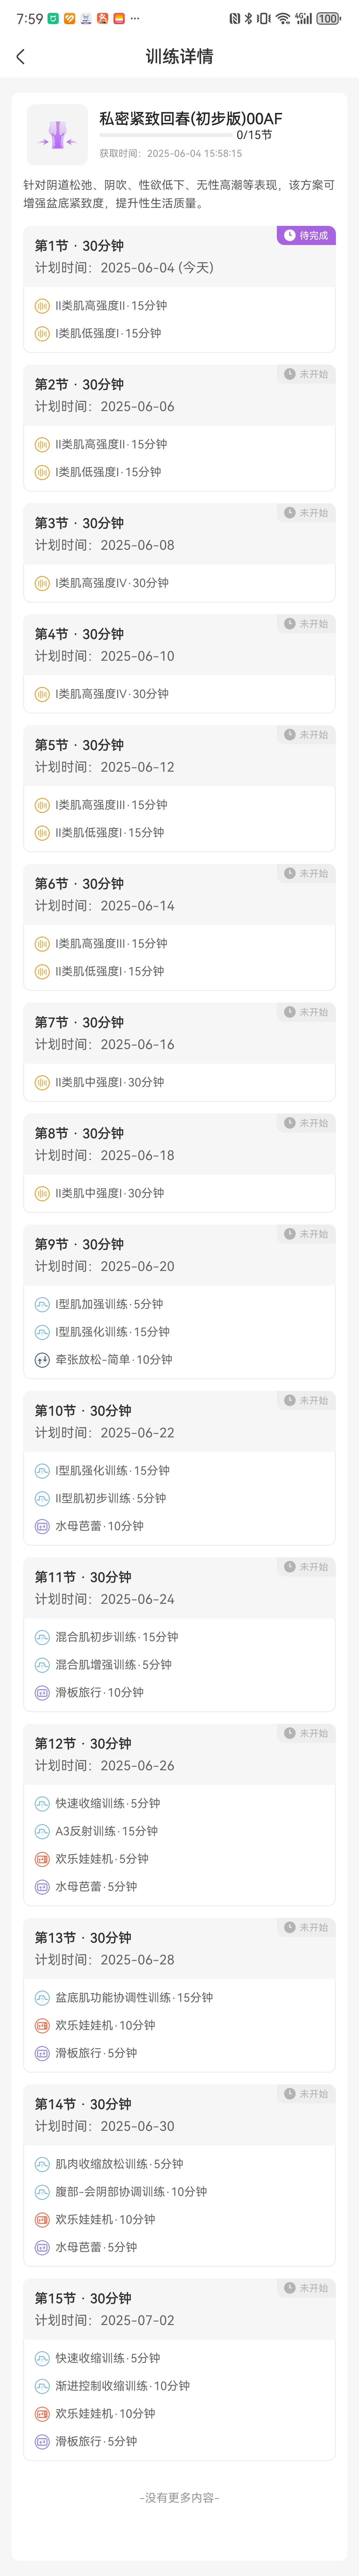 7:59
100
训练详情
私密紧致回春(初步版)00AF
0/15节
获取时间：2025-06-04 15:58:15
针对阴道松弛、阴吹、性欲低下、无性高潮等表现，该方案可
增强盆底紧致度，提升性生活质量。
第1节 · 30分钟
待完成
计划时间：2025-06-04 (今天)
II类肌高强度II·15分钟
I类肌低强度I·15分钟
第2节 · 30分钟
未开始
计划时间：2025-06-06
II类肌高强度II·15分钟
I类肌低强度I·15分钟
第3节 · 30分钟
未开始
计划时间：2025-06-08
I类肌高强度IV·30分钟
第4节 · 30分钟
未开始
计划时间：2025-06-10
I类肌高强度IV·30分钟
第5节 · 30分钟
未开始
计划时间：2025-06-12
I类肌高强度III·15分钟
II类肌低强度I·15分钟
第6节 · 30分钟
未开始
计划时间：2025-06-14
I类肌高强度III·15分钟
II类肌低强度I·15分钟
第7节 · 30分钟
未开始
计划时间：2025-06-16
II类肌中强度I·30分钟
第8节 · 30分钟
未开始
计划时间：2025-06-18
II类肌中强度I·30分钟
第9节 · 30分钟
未开始
计划时间：2025-06-20
I型肌加强训练·5分钟
I型肌强化训练·15分钟
牵张放松-简单·10分钟
第10节 · 30分钟
未开始
计划时间：2025-06-22
I型肌强化训练·15分钟
II型肌初步训练·5分钟
水母芭蕾·10分钟
第11节 · 30分钟
未开始
计划时间：2025-06-24
混合肌初步训练·15分钟
混合肌增强训练·5分钟
滑板旅行·10分钟
第12节 · 30分钟
未开始
计划时间：2025-06-26
快速收缩训练·5分钟
A3反射训练·15分钟
欢乐娃娃机·5分钟
水母芭蕾·5分钟
第13节 · 30分钟
未开始
计划时间：2025-06-28
盆底肌功能协调性训练·15分钟
欢乐娃娃机·10分钟
滑板旅行·5分钟
第14节 · 30分钟
未开始
计划时间：2025-06-30
肌肉收缩放松训练·5分钟
腹部-会阴部协调训练·10分钟
欢乐娃娃机·10分钟
水母芭蕾·5分钟
第15节 · 30分钟
未开始
计划时间：2025-07-02
快速收缩训练·5分钟
渐进控制收缩训练·10分钟
欢乐娃娃机·10分钟
滑板旅行·5分钟
-没有更多内容-